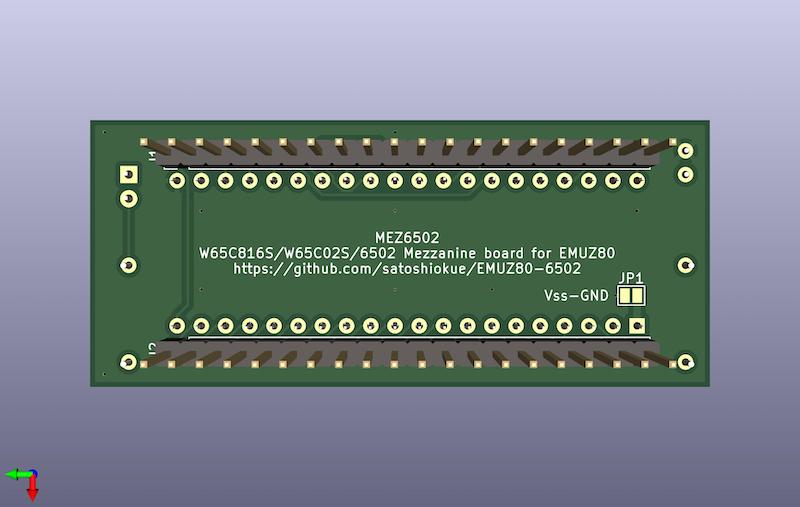 MEZ6502
W65C816S/W65C02S/6502 Mezzanine board for EMUZ80
https://github.com/satoshiokue/EMUZ80-6502
JP1
Vss-GND